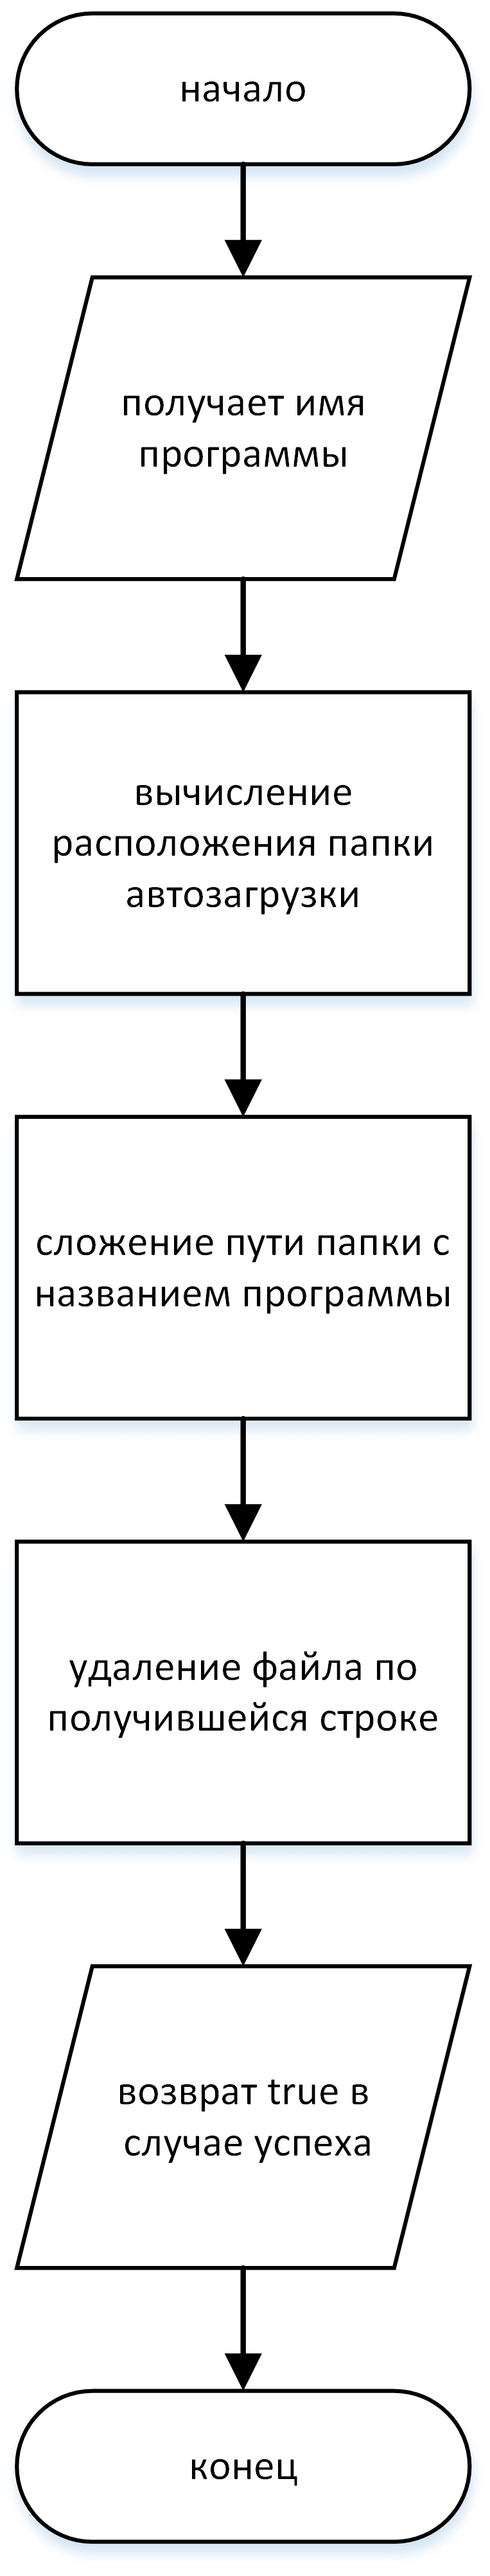 начало
получает имя
программы
вычисление
расположения папки
автозагрузки
сложение пути папки с
названием программы
удаление файла по
получившейся строке
возврат true в
случае успеха
конец